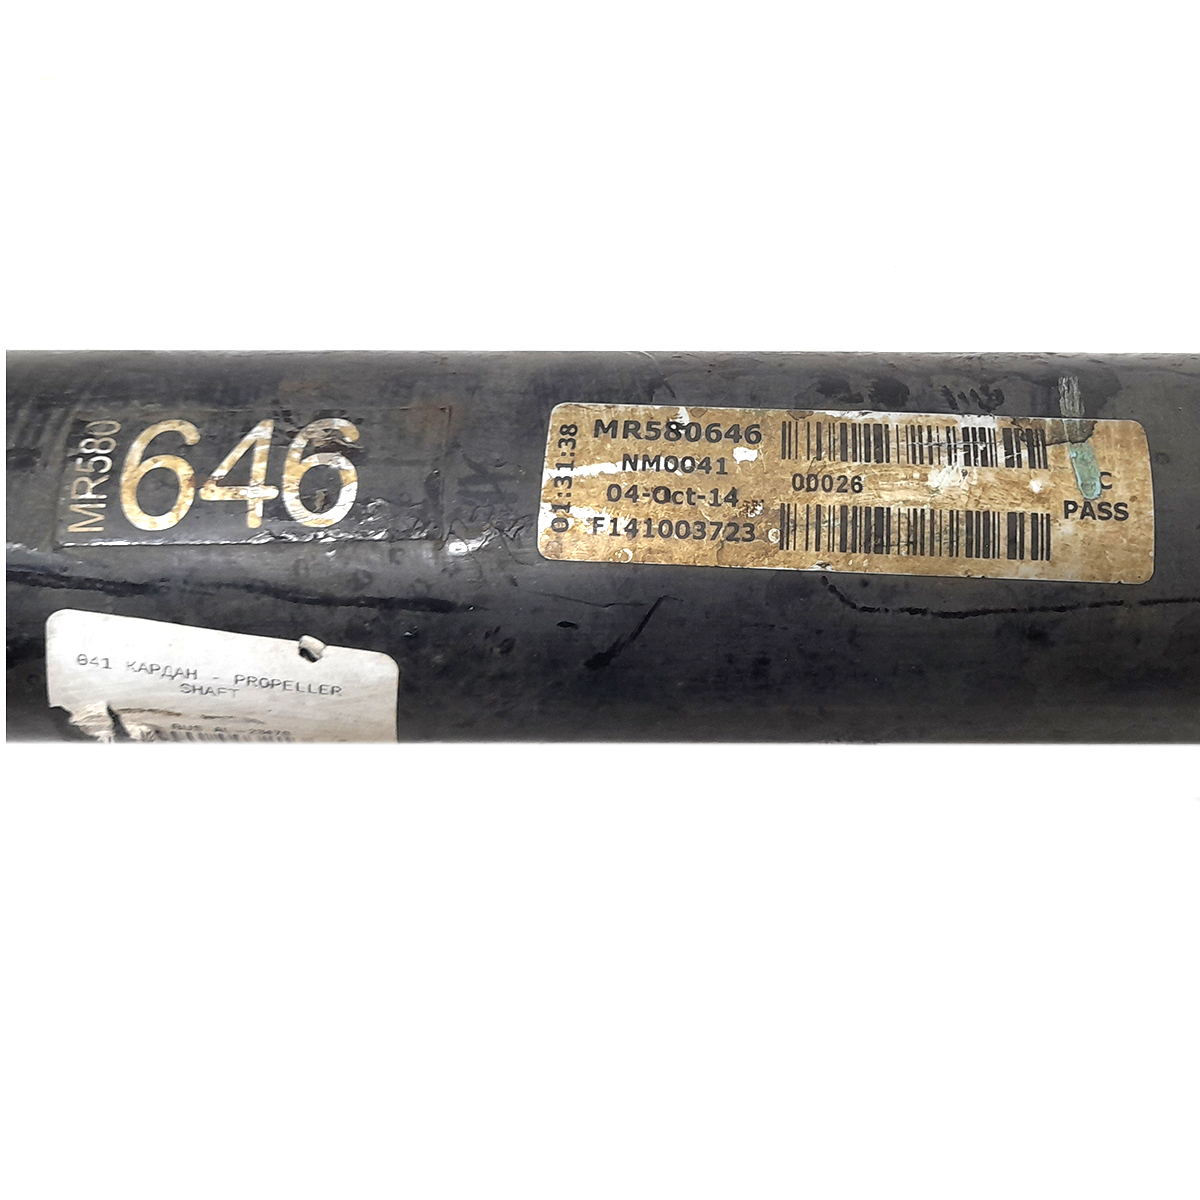 MR580
646
01:31:38
MR580646
NM0041
04-Oct-14
F141003723
00026
C
PASS
041 КАРДАН - PROPELLER
SHAFT